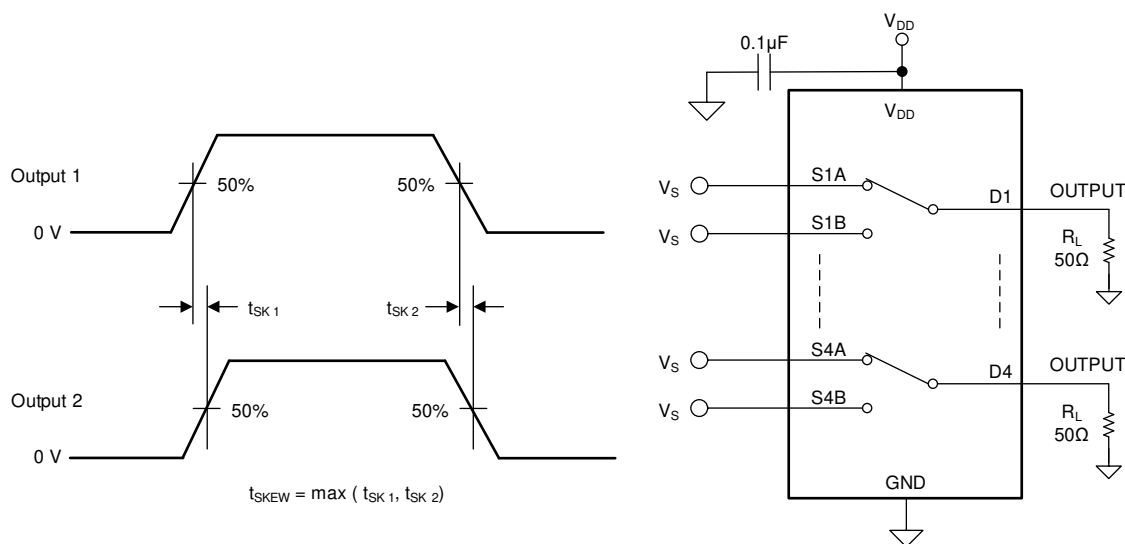 Output 1
50%
50%
0 V
tSK 1
tSK 2
Output 2
50%
50%
0 V
tSKEW = max ( tSK 1, tSK 2)
VDD
0.1µF
VDD
VS
S1A
D1
OUTPUT
VS
S1B
RL
50Ω
VS
S4A
D4
OUTPUT
VS
S4B
RL
50Ω
GND